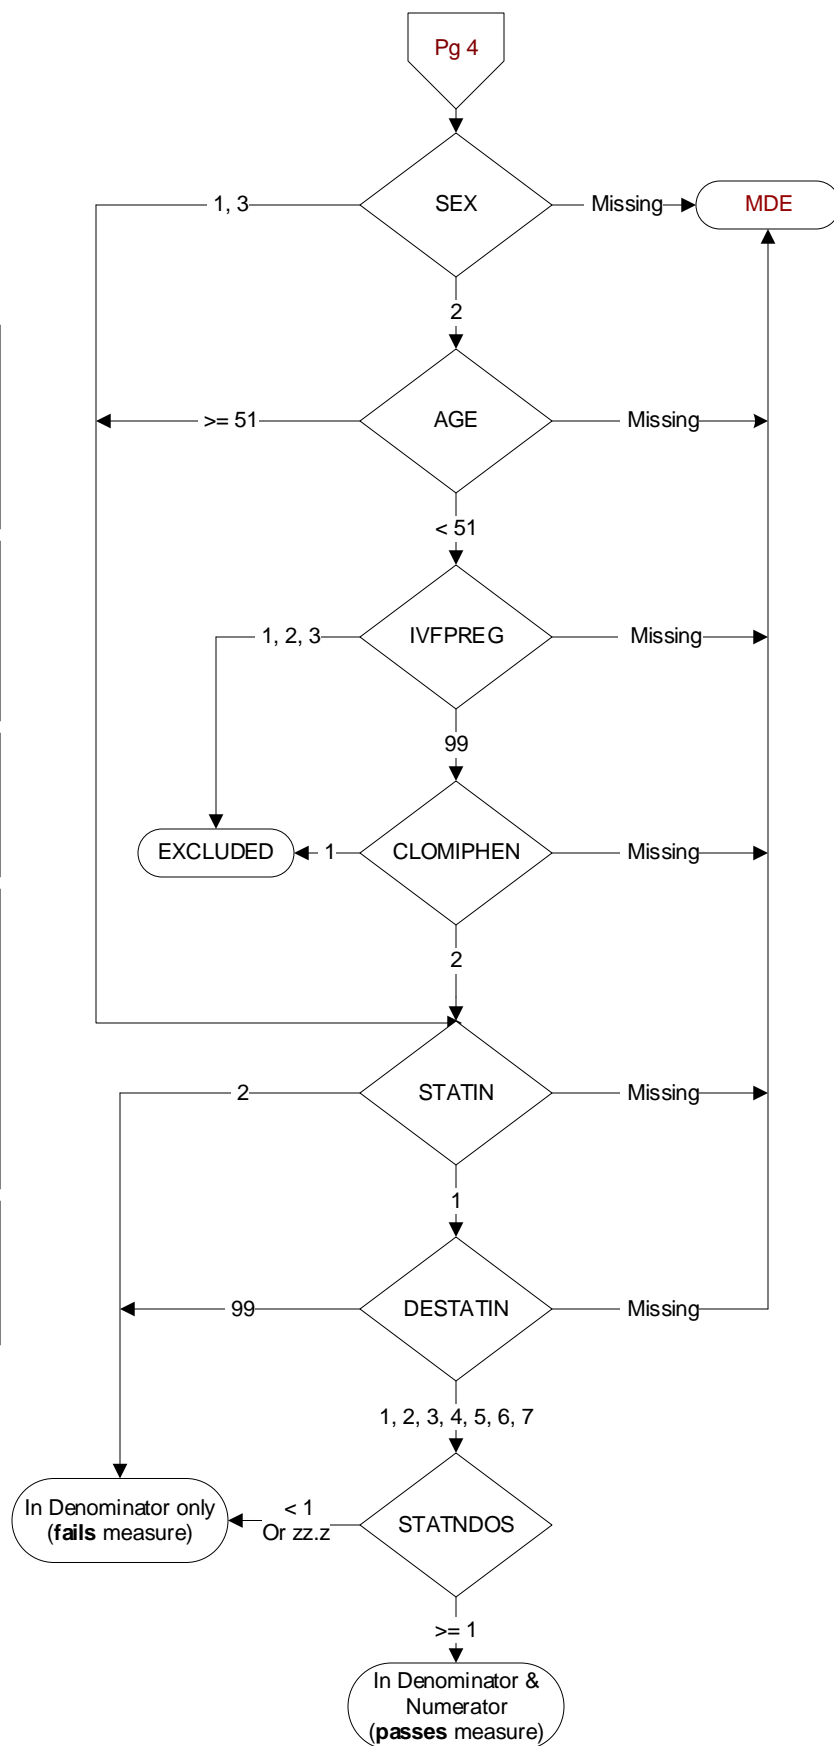 Pg 4
1, 3
SEX
Missing
MDE
2
>= 51
AGE
Missing
< 51
1, 2, 3
IVFPREG
Missing
99
EXCLUDED
1
CLOMIPHEN
Missing
2
2
STATIN
Missing
1
99
DESTATIN
Missing
1, 2, 3, 4, 5, 6, 7
In Denominator only
(fails measure)
< 1
Or zz.z
STATNDOS
>= 1
In Denominator &
Numerator
(passes measure)